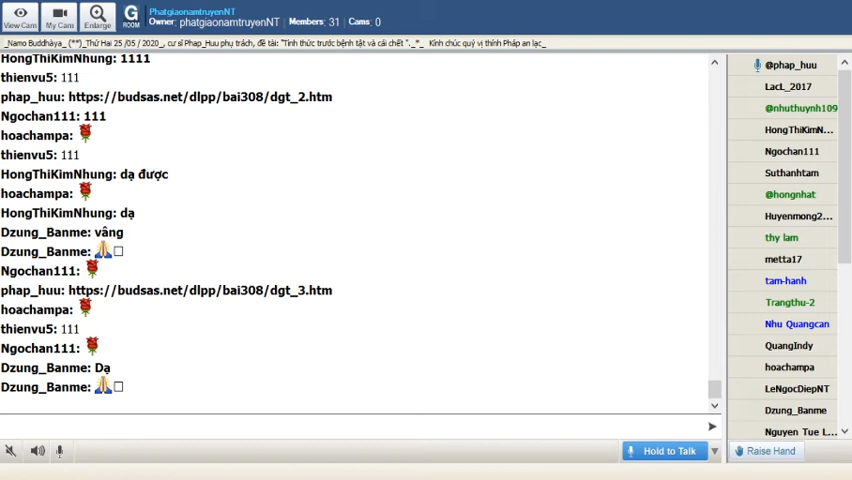 View Cam
My Cam
Enlarge
G
ROOM
PhatgiaonamtruyenNT
Owner: phatgiaonamtruyenNT Members: 31 Cams: 0
_Namo Buddhàya_ (**)_Thứ Hai 25 /05 / 2020_, cư sĩ Phap_Huu phụ trách, đề tài: "Tỉnh thức trước bệnh tật và cái chết "._*_ Kính chúc quý vị thính Pháp an lạc_
HongThiKimNhung: 1111
thienvu5: 111
phap_huu: https://budsas.net/dlpp/bai308/dgt_2.htm
Ngochan111: 111
hoachampa:
thienvu5: 111
HongThiKimNhung: dạ được
hoachampa:
HongThiKimNhung: dạ
Dzung_Banme: vâng
Dzung_Banme:
Ngochan111:
phap_huu: https://budsas.net/dlpp/bai308/dgt_3.htm
hoachampa:
thienvu5: 111
Ngochan111:
Dzung_Banme: Dạ
Dzung_Banme:
@phap_huu
LacL_2017
@nhuthuynh109
HongThiKimN...
Ngochan111
Suthanhtam
@hongnhat
Huyenmong2...
thy lam
metta17
tam-hanh
Trangthu-2
Nhu Quangcan
QuangIndy
hoachampa
LeNgocDiepNT
Dzung_Banme
Nguyen Tue L...
Hold to Talk
Raise Hand